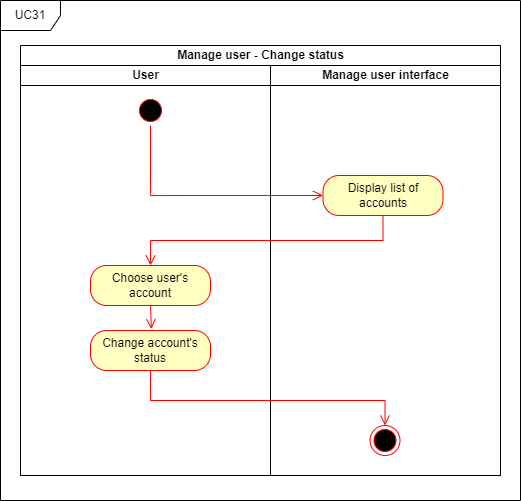 UC31
Manage user - Change status
User
Manage user interface
Display list of
accounts
Choose user's
account
Change account's
status